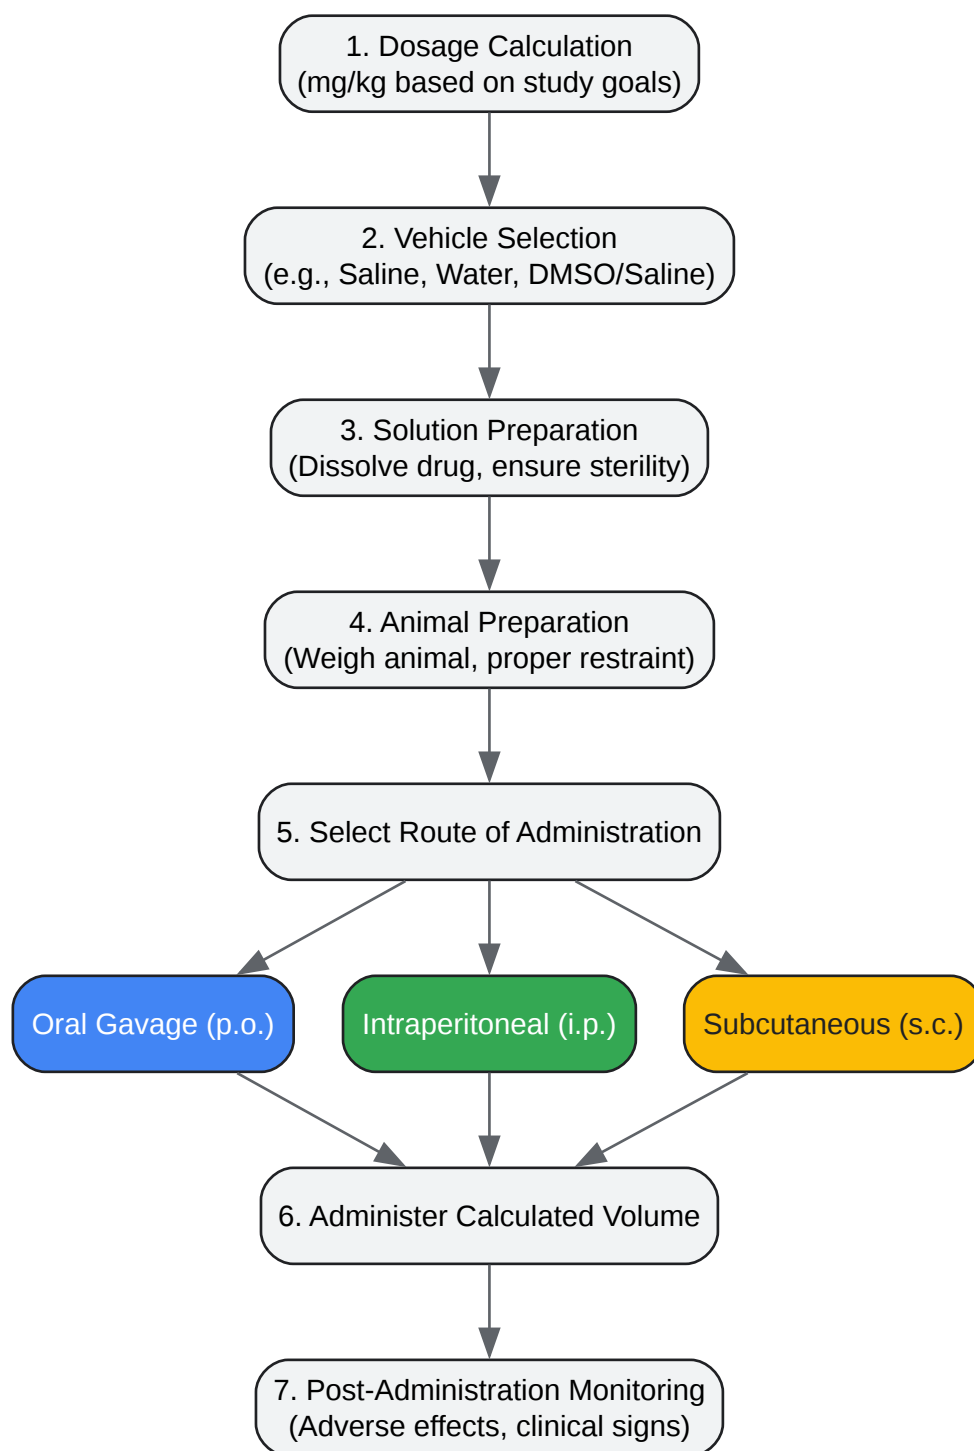 1. Dosage Calculation
(mg/kg based on study goals)
2. Vehicle Selection
(e.g., Saline, Water, DMSO/Saline)
3. Solution Preparation
(Dissolve drug, ensure sterility)
4. Animal Preparation
(Weigh animal, proper restraint)
5. Select Route of Administration
Oral Gavage (p.o.)
Intraperitoneal (i.p.)
Subcutaneous (s.c.)
6. Administer Calculated Volume
7. Post-Administration Monitoring
(Adverse effects, clinical signs)